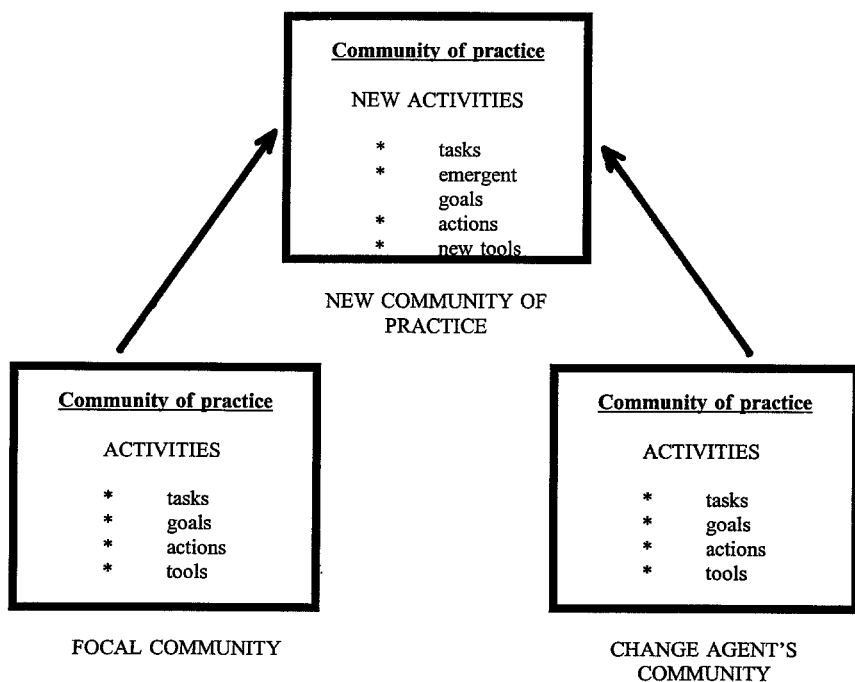 Community of practice
NEW ACTIVITIES
* tasks
* emergent
goals
* actions
* new tools
NEW COMMUNITY OF
PRACTICE
Community of practice
ACTIVITIES
* tasks
* goals
* actions
* tools
FOCAL COMMUNITY
Community of practice
ACTIVITIES
* tasks
* goals
* actions
* tools
CHANGE AGENT'S
COMMUNITY